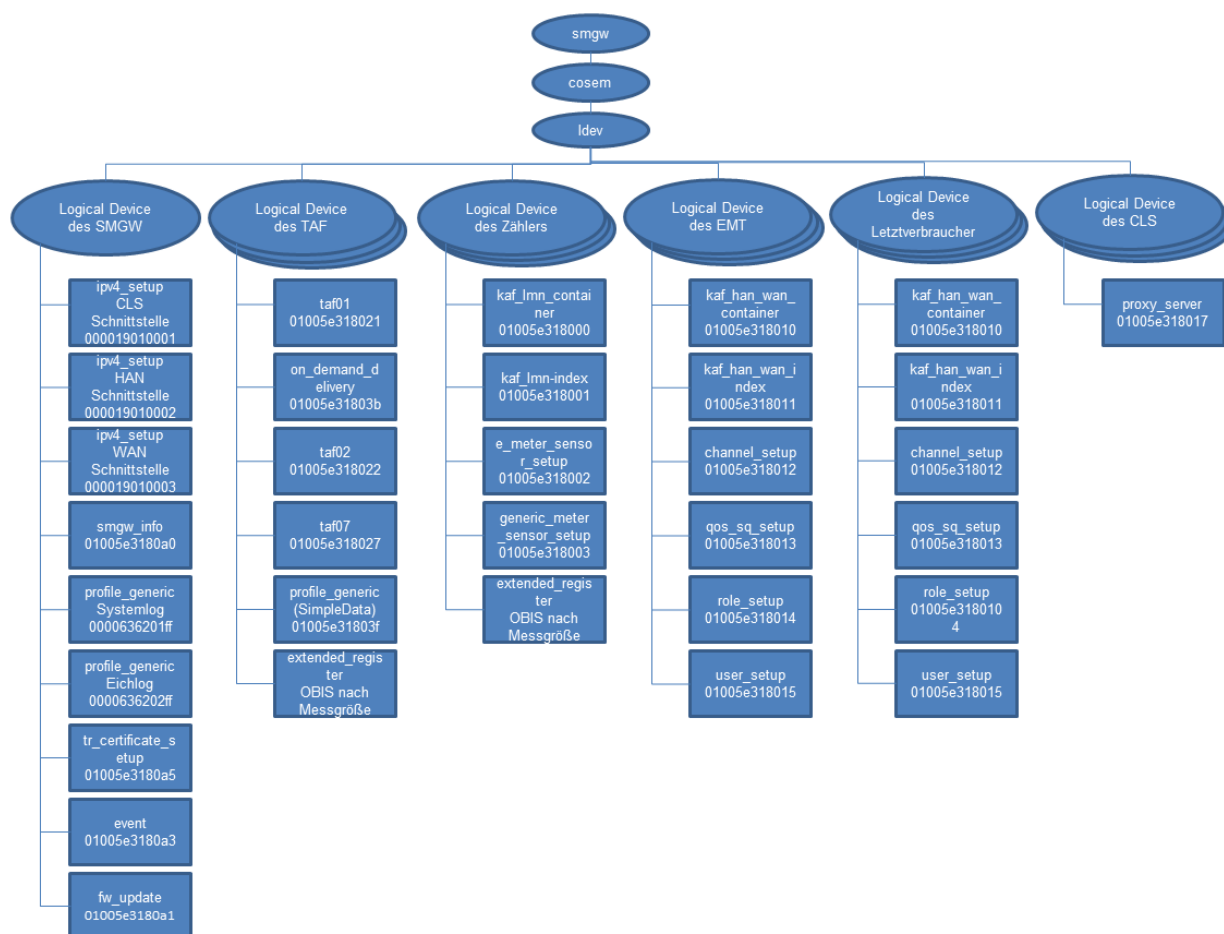 smgw
cosem
ldev
Logical Device
des SMGW
Logical Device
des TAF
Logical Device
des Zählers
Logical Device
des EMT
Logical Device
des
Letztverbraucher
Logical Device
des CLS
ipv4_setup
CLS
Schnittstelle
000019010001
ipv4_setup
HAN
Schnittstelle
000019010002
ipv4_setup
WAN
Schnittstelle
000019010003
smgw_info
01005e3180a0
profile_generic
Systemlog
0000636201ff
profile_generic
Eichlog
0000636202ff
tr_certificate_s
etup
01005e3180a5
event
01005e3180a3
fw_update
01005e3180a1
taf01
01005e318021
on_demand_d
elivery
01005e31803b
taf02
01005e318022
taf07
01005e318027
profile_generic
(SimpleData)
01005e31803f
extended_regis
ter
OBIS nach
Messgröße
kaf_lmn_contai
ner
01005e318000
kaf_lmn-index
01005e318001
e_meter_senso
r_setup
01005e318002
generic_meter
_sensor_setup
01005e318003
extended_regis
ter
OBIS nach
Messgröße
kaf_han_wan_
container
01005e318010
kaf_han_wan_i
ndex
01005e318011
channel_setup
01005e318012
qos_sq_setup
01005e318013
role_setup
01005e318014
user_setup
01005e318015
kaf_han_wan_
container
01005e318010
kaf_han_wan_i
ndex
01005e318011
channel_setup
01005e318012
qos_sq_setup
01005e318013
role_setup
01005e318010
4
user_setup
01005e318015
proxy_server
01005e318017